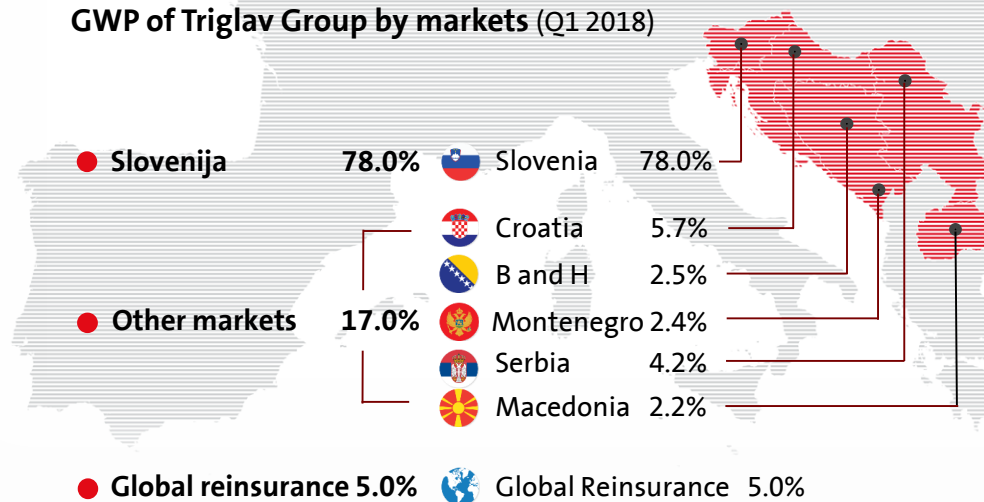 GWP of Triglav Group by markets (Q1 2018)
Slovenija 78.0% Slovenia 78.0%
Croatia 5.7%
B and H 2.5%
Other markets 17.0% Montenegro 2.4%
Serbia 4.2%
Macedonia 2.2%
Global reinsurance 5.0% Global Reinsurance 5.0%